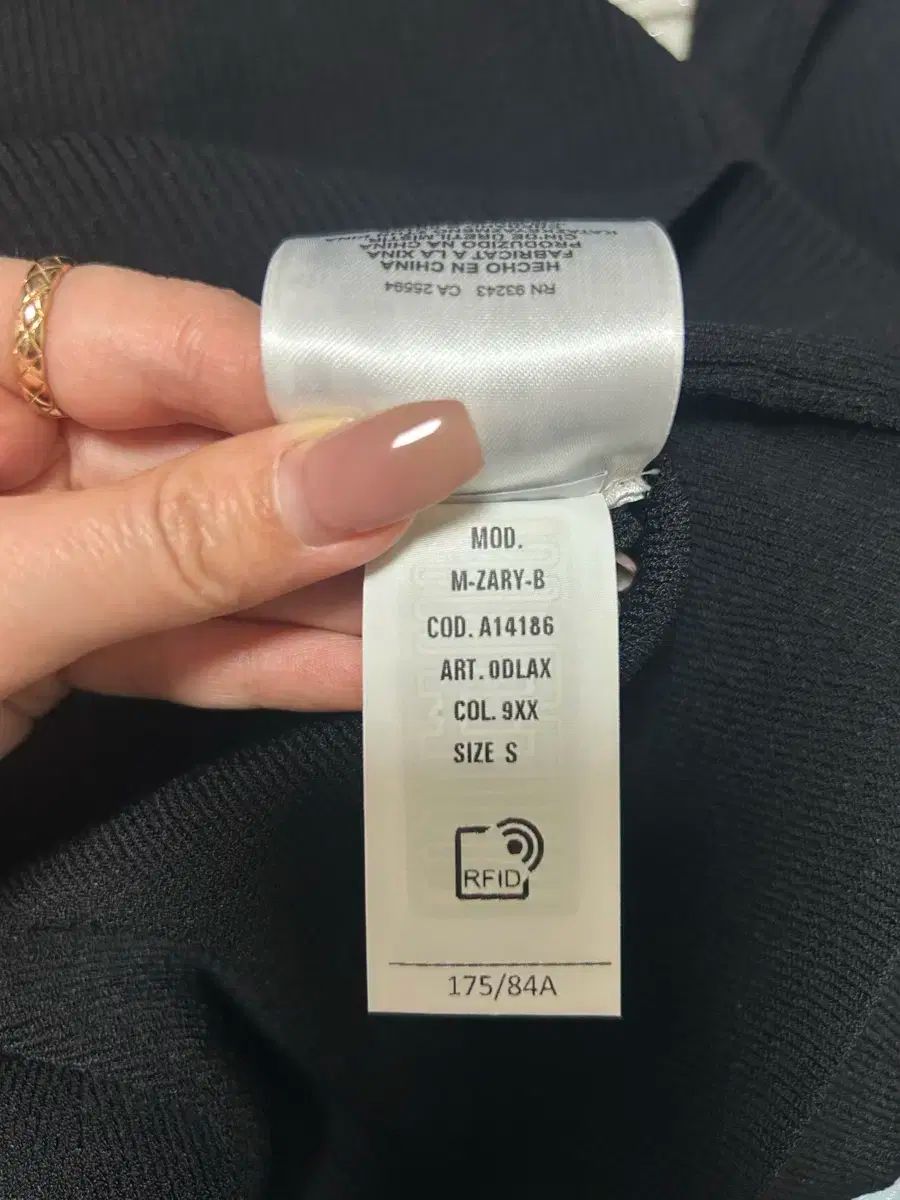 RN 93243 CA 25594
HECHO EN CHINA
FABRICAT A LA XINA
PRODUZIDO NA CHINA
MOD.
M-ZARY-B
COD. A14186
ART. 0DLAX
COL. 9XX
SIZE S
RFID
175/84A